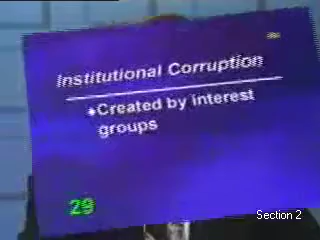 Institutional Corruption
◆Created by interest
groups
29
Section 2